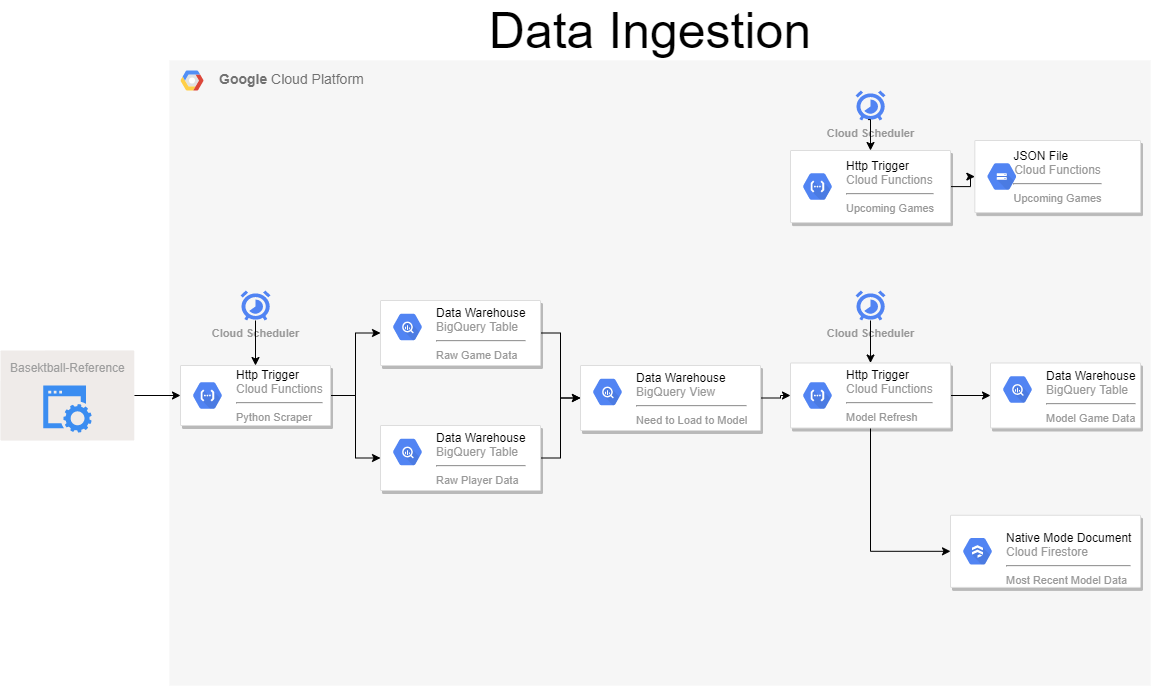 Data Ingestion
Google Cloud Platform
Cloud Scheduler
Http Trigger
Cloud Functions
Upcoming Games
JSON File
Cloud Functions
Upcoming Games
Basektball-Reference
Cloud Scheduler
Http Trigger
Cloud Functions
Python Scraper
Data Warehouse
BigQuery Table
Raw Game Data
Data Warehouse
BigQuery Table
Raw Player Data
Data Warehouse
BigQuery View
Need to Load to Model
Cloud Scheduler
Http Trigger
Cloud Functions
Model Refresh
Data Warehouse
BigQuery Table
Model Game Data
Native Mode Document
Cloud Firestore
Most Recent Model Data